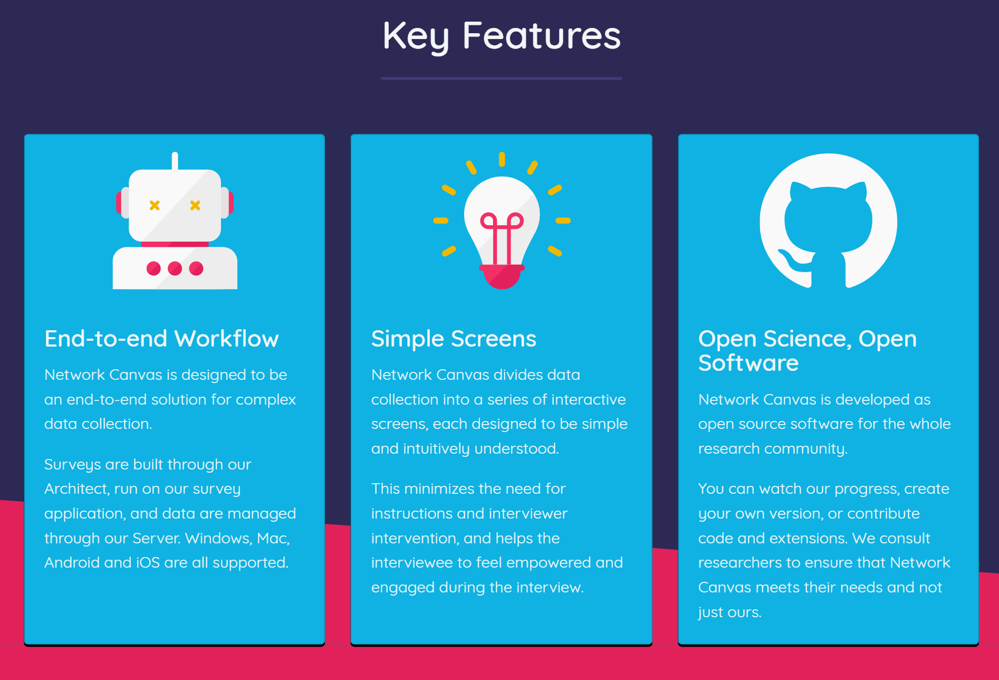 Key Features
End-to-end Workflow
Network Canvas is designed to be
an end-to-end solution for complex
data collection.
Surveys are built through our
Architect, run on our survey
application, and data are managed
through our Server. Windows, Mac,
Android and iOS are all supported.
Simple Screens
Network Canvas divides data
collection into a series of interactive
screens, each designed to be simple
and intuitively understood.
This minimizes the need for
instructions and interviewer
intervention, and helps the
interviewee to feel empowered and
engaged during the interview.
Open Science, Open
Software
Network Canvas is developed as
open source software for the whole
research community.
You can watch our progress, create
your own version, or contribute
code and extensions. We consult
researchers to ensure that Network
Canvas meets their needs and not
just ours.